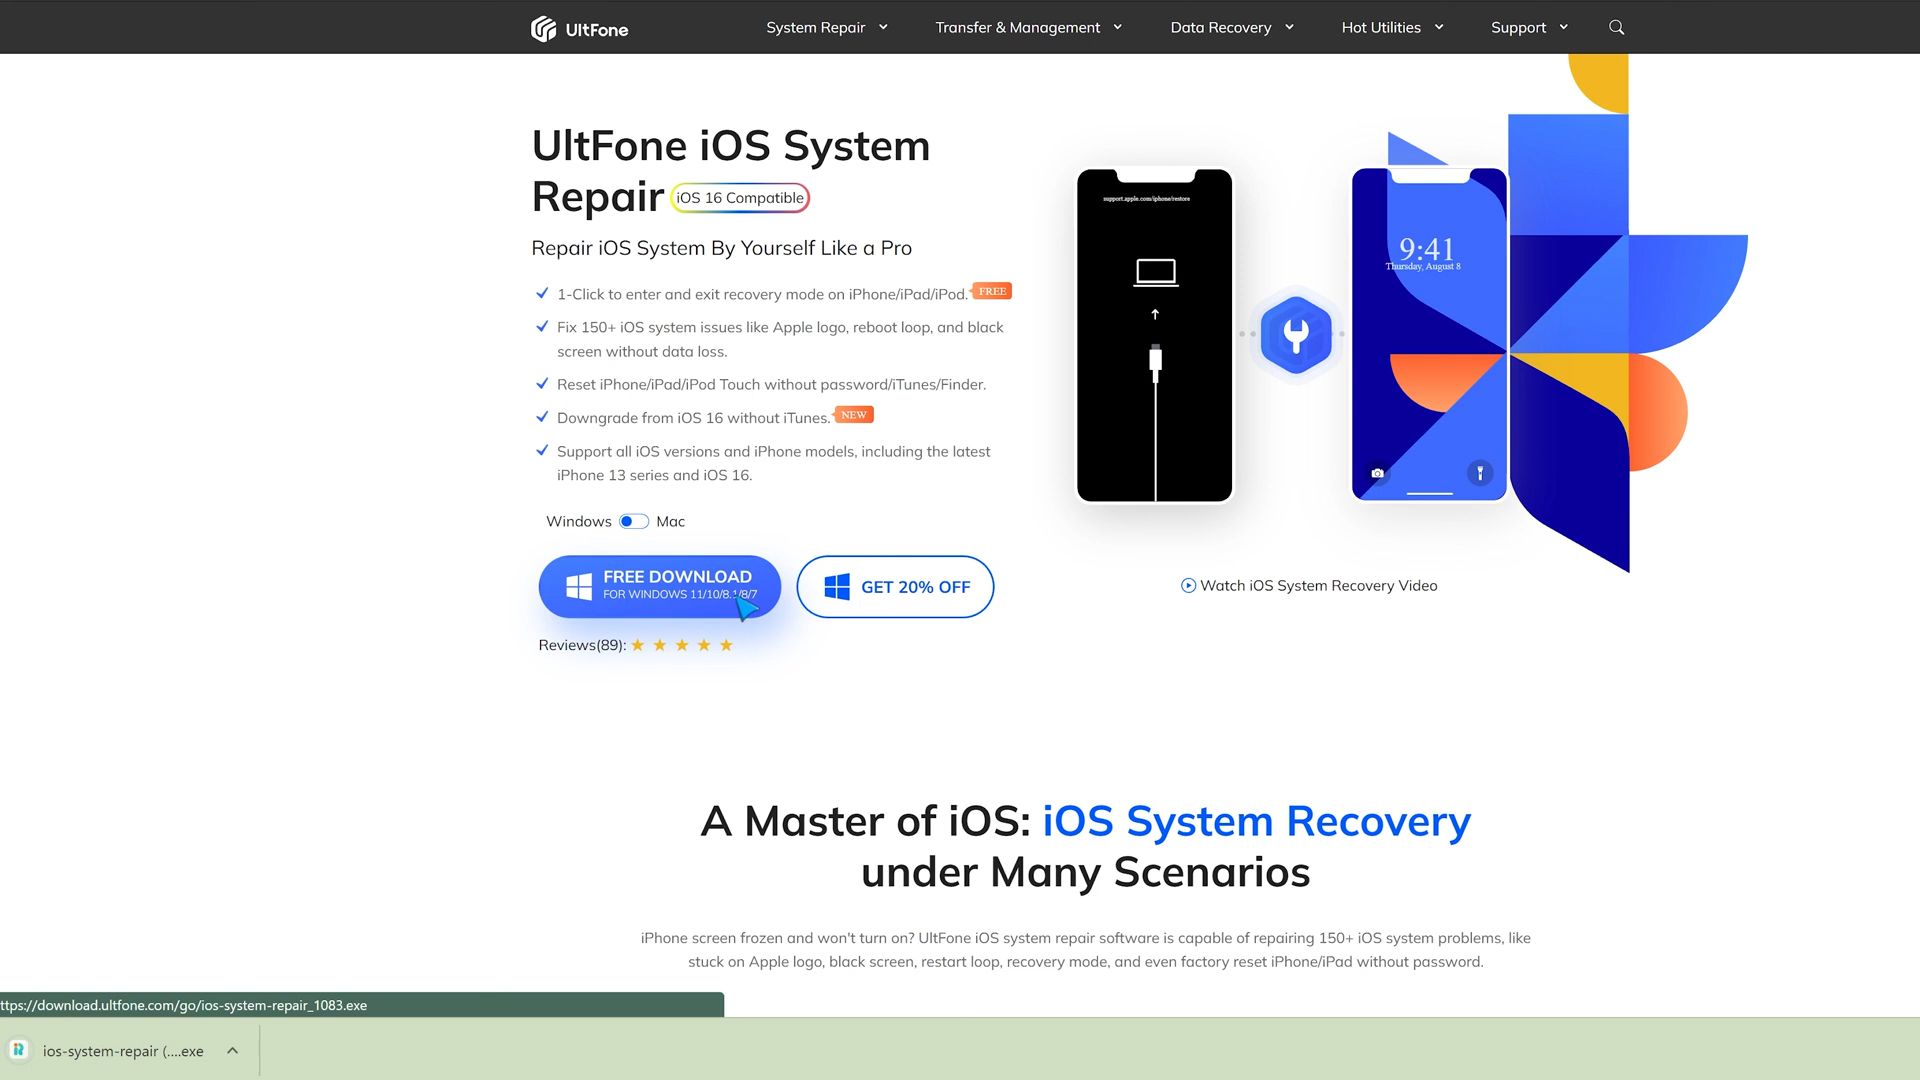 UltFone
System Repair
Transfer & Management
Data Recovery
Hot Utilities
Support
UltFone iOS System
Repair
iOS 16 Compatible
Repair iOS System By Yourself Like a Pro
1-Click to enter and exit recovery mode on iPhone/iPad/iPod. FREE
Fix 150+ iOS system issues like Apple logo, reboot loop, and black
screen without data loss.
Reset iPhone/iPad/iPod Touch without password/iTunes/Finder.
Downgrade from iOS 16 without iTunes. NEW
Support all iOS versions and iPhone models, including the latest
iPhone 13 series and iOS 16.
Windows Mac
FREE DOWNLOAD
FOR WINDOWS 11/10/8.1/8/7
GET 20% OFF
Reviews(89):
support.apple.com/iphone/restore
9:41
Thursday, August 8
Watch iOS System Recovery Video
A Master of iOS: iOS System Recovery
under Many Scenarios
iPhone screen frozen and won't turn on? UltFone iOS system repair software is capable of repairing 150+ iOS system problems, like
stuck on Apple logo, black screen, restart loop, recovery mode, and even factory reset iPhone/iPad without password.
ttps://download.ultfone.com/go/ios-system-repair_1083.exe
ios-system-repair (....exe